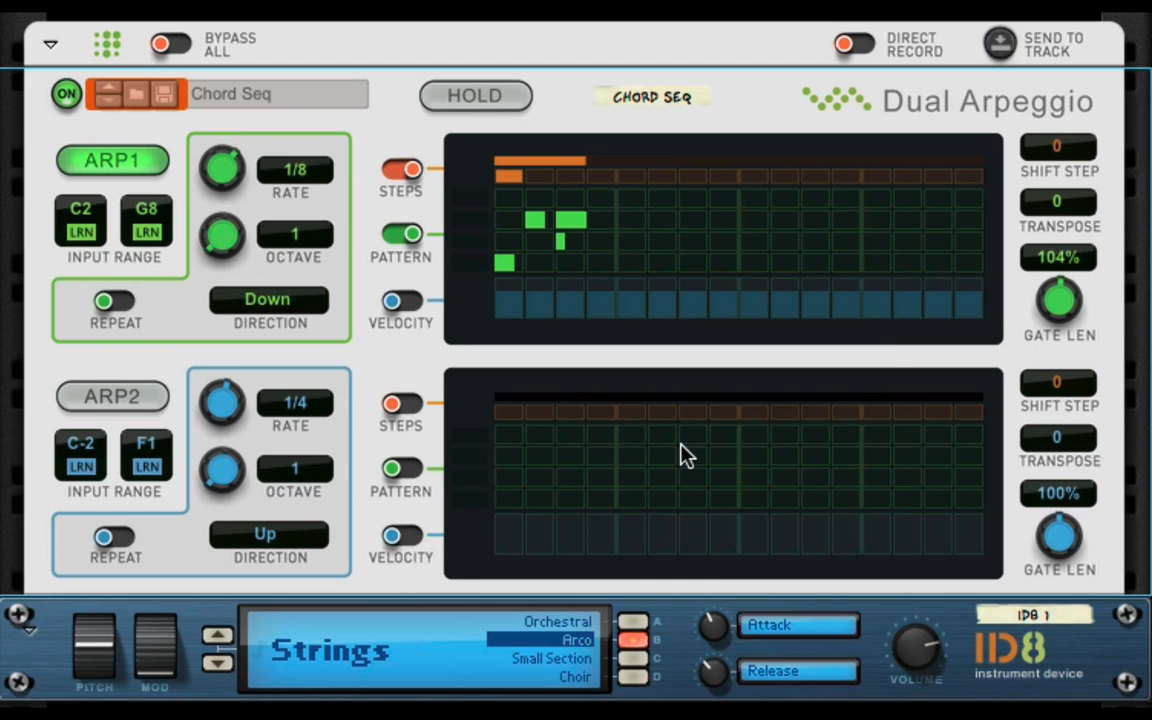 BYPASS ALL
DIRECT RECORD
SEND TO TRACK
ON
Chord Seq
HOLD
CHORD SEQ
Dual Arpeggio
ARP1
1/8
RATE
C2
LRN
G8
LRN
INPUT RANGE
1
OCTAVE
REPEAT
Down
DIRECTION
STEPS
PATTERN
VELOCITY
0
SHIFT STEP
0
TRANSPOSE
104%
GATE LEN
ARP2
1/4
RATE
C-2
LRN
F1
LRN
INPUT RANGE
1
OCTAVE
REPEAT
Up
DIRECTION
STEPS
PATTERN
VELOCITY
0
SHIFT STEP
0
TRANSPOSE
100%
GATE LEN
PITCH
MOD
Strings
Orchestral
Arco
Small Section
Choir
A
B
C
D
Attack
Release
VOLUME
ID8 1
ID8
instrument device